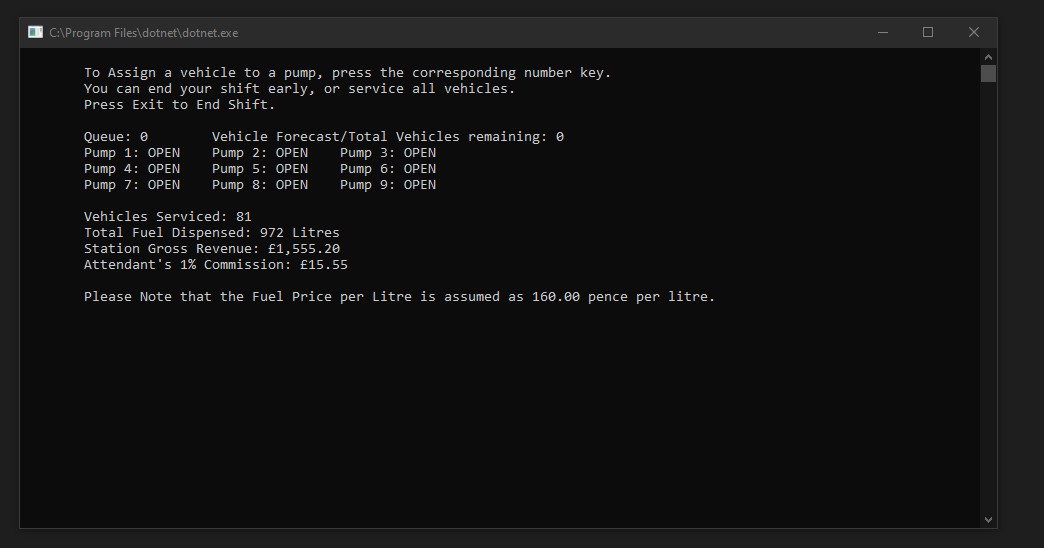 C:\Program Files\dotnet\dotnet.exe
To Assign a vehicle to a pump, press the corresponding number key.
You can end your shift early, or service all vehicles.
Press Exit to End Shift.
Queue: 0        Vehicle Forecast/Total Vehicles remaining: 0
Pump 1: OPEN    Pump 2: OPEN    Pump 3: OPEN
Pump 4: OPEN    Pump 5: OPEN    Pump 6: OPEN
Pump 7: OPEN    Pump 8: OPEN    Pump 9: OPEN
Vehicles Serviced: 81
Total Fuel Dispensed: 972 Litres
Station Gross Revenue: £1,555.20
Attendant's 1% Commission: £15.55
Please Note that the Fuel Price per Litre is assumed as 160.00 pence per litre.